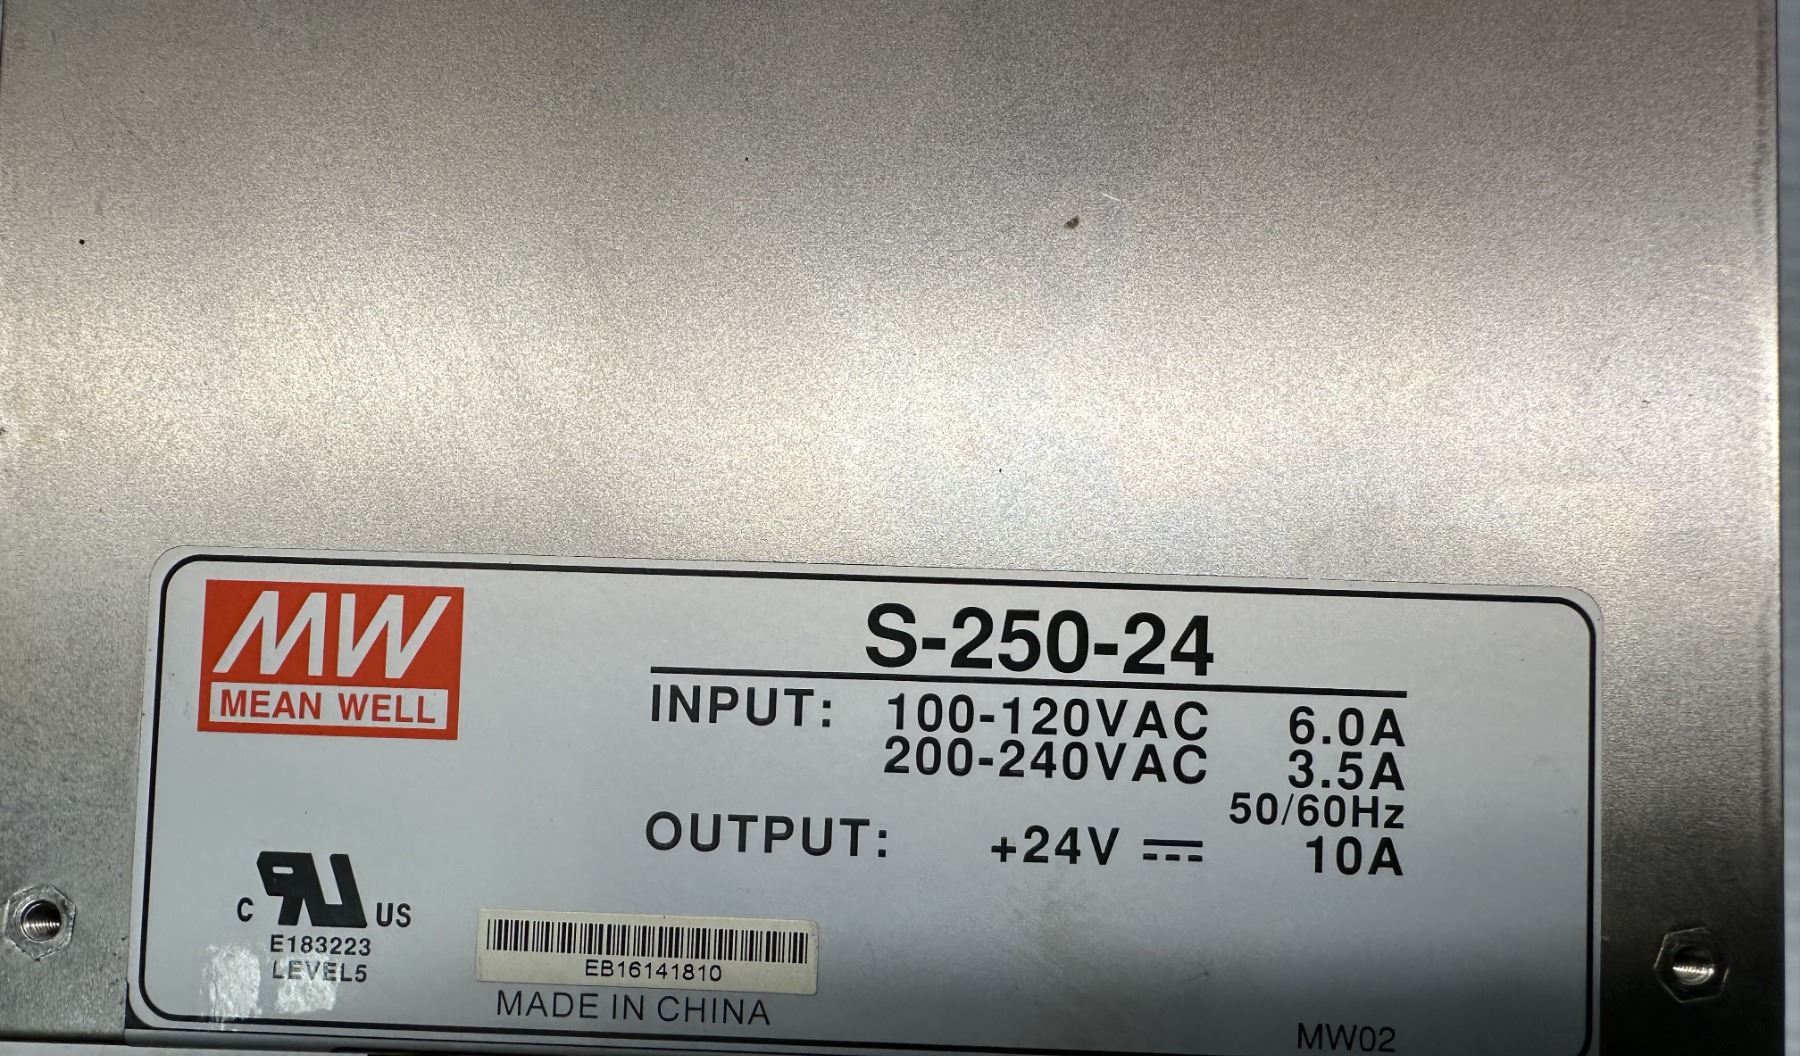 MW
MEAN WELL
S-250-24
INPUT: 100-120VAC 6.0A
200-240VAC 3.5A
50/60Hz
OUTPUT: +24V ⎓ 10A
C RU US
E183223
LEVEL5
EB16141810
MADE IN CHINA
MW02